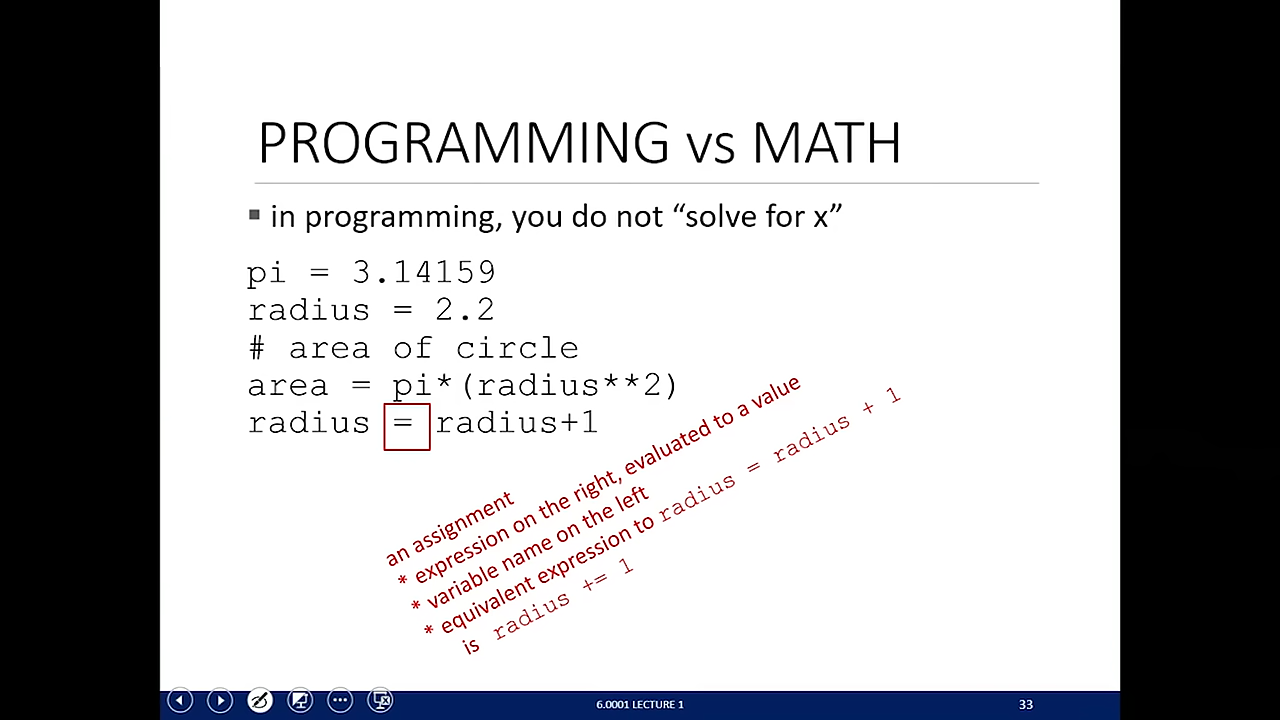 PROGRAMMING vs MATH
▪ in programming, you do not “solve for x”
pi = 3.14159
radius = 2.2
# area of circle
area = pi*(radius**2)
radius = radius+1
an assignment
* expression on the right, evaluated to a value
* variable name on the left
* equivalent expression to radius = radius + 1
is radius += 1
6.0001 LECTURE 1
33